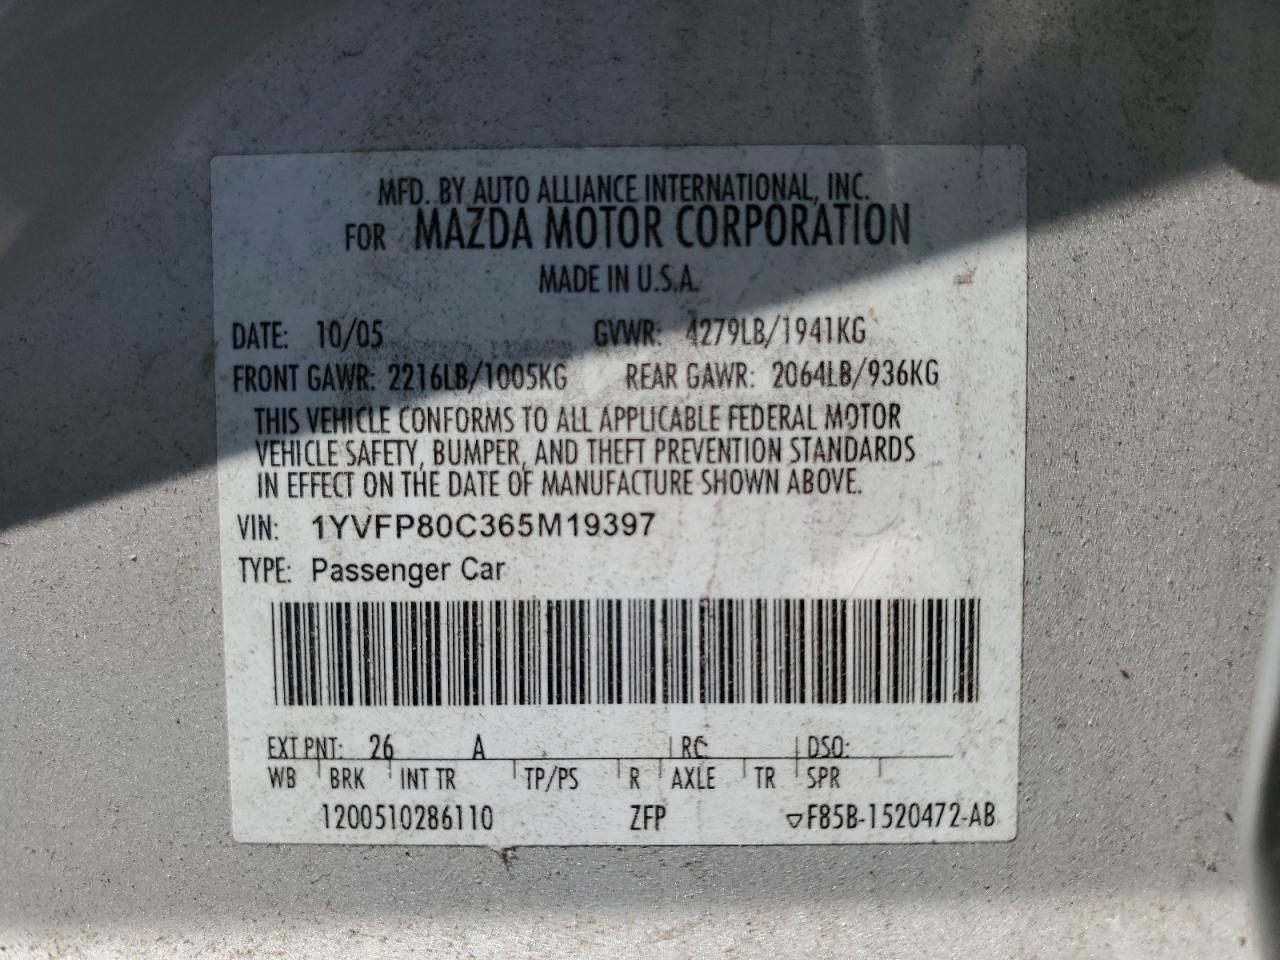 MFD. BY AUTO ALLIANCE INTERNATIONAL, INC.
FOR MAZDA MOTOR CORPORATION
MADE IN U.S.A.
DATE: 10/05 GVWR: 4279LB/1941KG
FRONT GAWR: 2216LB/1005KG REAR GAWR: 2064LB/936KG
THIS VEHICLE CONFORMS TO ALL APPLICABLE FEDERAL MOTOR
VEHICLE SAFETY, BUMPER, AND THEFT PREVENTION STANDARDS
IN EFFECT ON THE DATE OF MANUFACTURE SHOWN ABOVE.
VIN: 1YVFP80C365M19397
TYPE: Passenger Car
EXT PNT: 26 A RC DSO:
WB BRK INT TR TP/PS R AXLE TR SPR
1200510286110 ZFP ▽F85B-1520472-AB